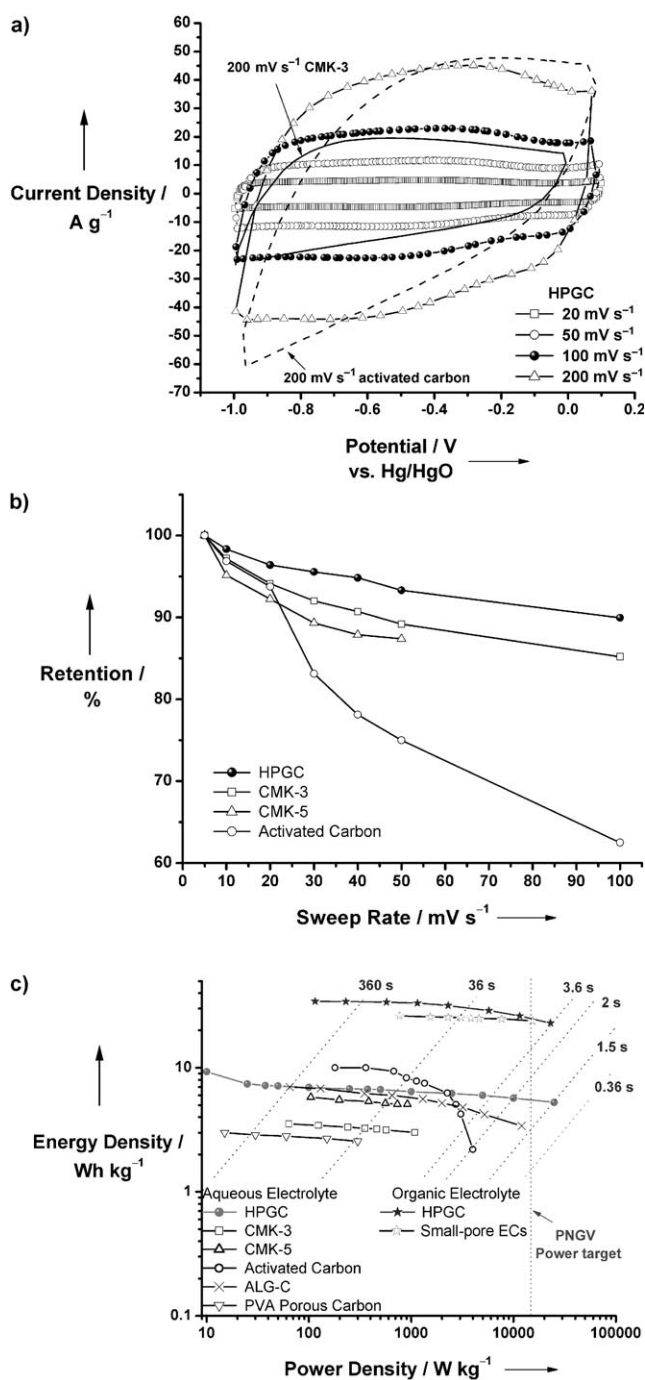 a)
60
50
40
30
20
10
0
-10
-20
-30
-40
-50
-60
-70
Current Density /
A g⁻¹
200 mV s⁻¹ CMK-3
200 mV s⁻¹ activated carbon
HPGC
20 mV s⁻¹
50 mV s⁻¹
100 mV s⁻¹
200 mV s⁻¹
-1.0 -0.8 -0.6 -0.4 -0.2 0.0 0.2
Potential / V
vs. Hg/HgO
b)
100
90
80
70
60
Retention /
%
HPGC
CMK-3
CMK-5
Activated Carbon
0 10 20 30 40 50 60 70 80 90 100
Sweep Rate / mV s⁻¹
c)
360 s 36 s 3.6 s
2 s
1.5 s
0.36 s
10
1
0.1
Energy Density /
Wh kg⁻¹
Aqueous Electrolyte
HPGC
CMK-3
CMK-5
Activated Carbon
ALG-C
PVA Porous Carbon
Organic Electrolyte
HPGC
Small-pore ECs
PNGV
Power target
10 100 1000 10000 100000
Power Density / W kg⁻¹